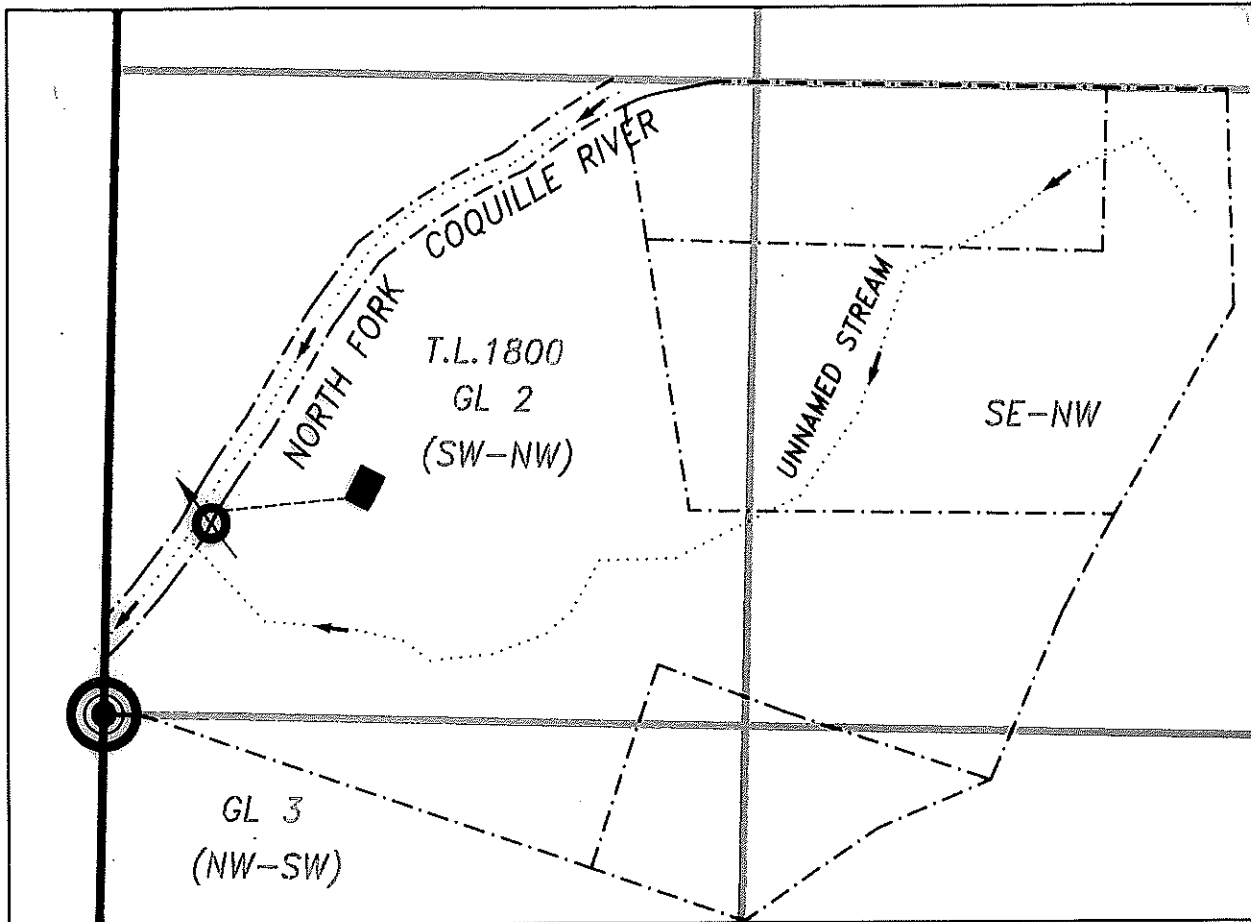 NORTH FORK COQUILLE RIVER
T.L.1800
GL 2
(SW-NW)
UNNAMED STREAM
SE-NW
GL 3
(NW-SW)